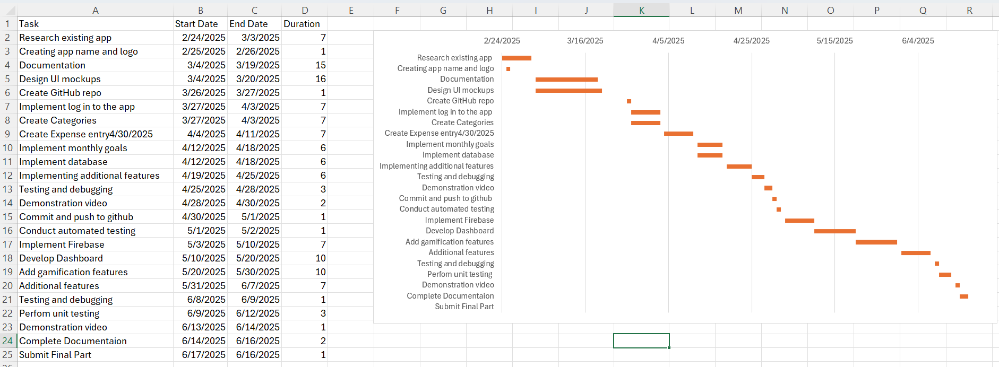 A B C D E F G H I J K L M N O P Q R
1 Task Start Date End Date Duration
2 Research existing app 2/24/2025 3/3/2025 7
3 Creating app name and logo 2/25/2025 2/26/2025 1
4 Documentation 3/4/2025 3/19/2025 15
5 Design UI mockups 3/4/2025 3/20/2025 16
6 Create GitHub repo 3/26/2025 3/27/2025 1
7 Implement log in to the app 3/27/2025 4/3/2025 7
8 Create Categories 3/27/2025 4/3/2025 7
9 Create Expense entry4/30/2025 4/4/2025 4/11/2025 7
10 Implement monthly goals 4/12/2025 4/18/2025 6
11 Implement database 4/12/2025 4/18/2025 6
12 Implementing additional features 4/19/2025 4/25/2025 6
13 Testing and debugging 4/25/2025 4/28/2025 3
14 Demonstration video 4/28/2025 4/30/2025 2
15 Commit and push to github 4/30/2025 5/1/2025 1
16 Conduct automated testing 5/1/2025 5/2/2025 1
17 Implement Firebase 5/3/2025 5/10/2025 7
18 Develop Dashboard 5/10/2025 5/20/2025 10
19 Add gamification features 5/20/2025 5/30/2025 10
20 Additional features 5/31/2025 6/7/2025 7
21 Testing and debugging 6/8/2025 6/9/2025 1
22 Perfom unit testing 6/9/2025 6/12/2025 3
23 Demonstration video 6/13/2025 6/14/2025 1
24 Complete Documentaion 6/14/2025 6/16/2025 2
25 Submit Final Part 6/17/2025 6/16/2025 1
2/24/2025 3/16/2025 4/5/2025 4/25/2025 5/15/2025 6/4/2025
Research existing app
Creating app name and logo
Documentation
Design UI mockups
Create GitHub repo
Implement log in to the app
Create Categories
Create Expense entry4/30/2025
Implement monthly goals
Implement database
Implementing additional features
Testing and debugging
Demonstration video
Commit and push to github
Conduct automated testing
Implement Firebase
Develop Dashboard
Add gamification features
Additional features
Testing and debugging
Perfom unit testing
Demonstration video
Complete Documentaion
Submit Final Part